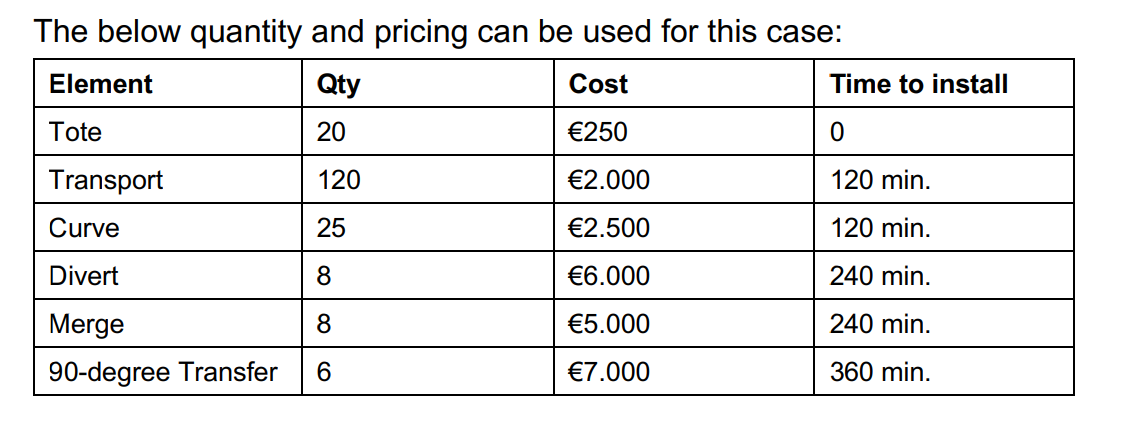 The below quantity and pricing can be used for this case:
Element Qty Cost Time to install
Tote 20 €250 0
Transport 120 €2.000 120 min.
Curve 25 €2.500 120 min.
Divert 8 €6.000 240 min.
Merge 8 €5.000 240 min.
90-degree Transfer 6 €7.000 360 min.